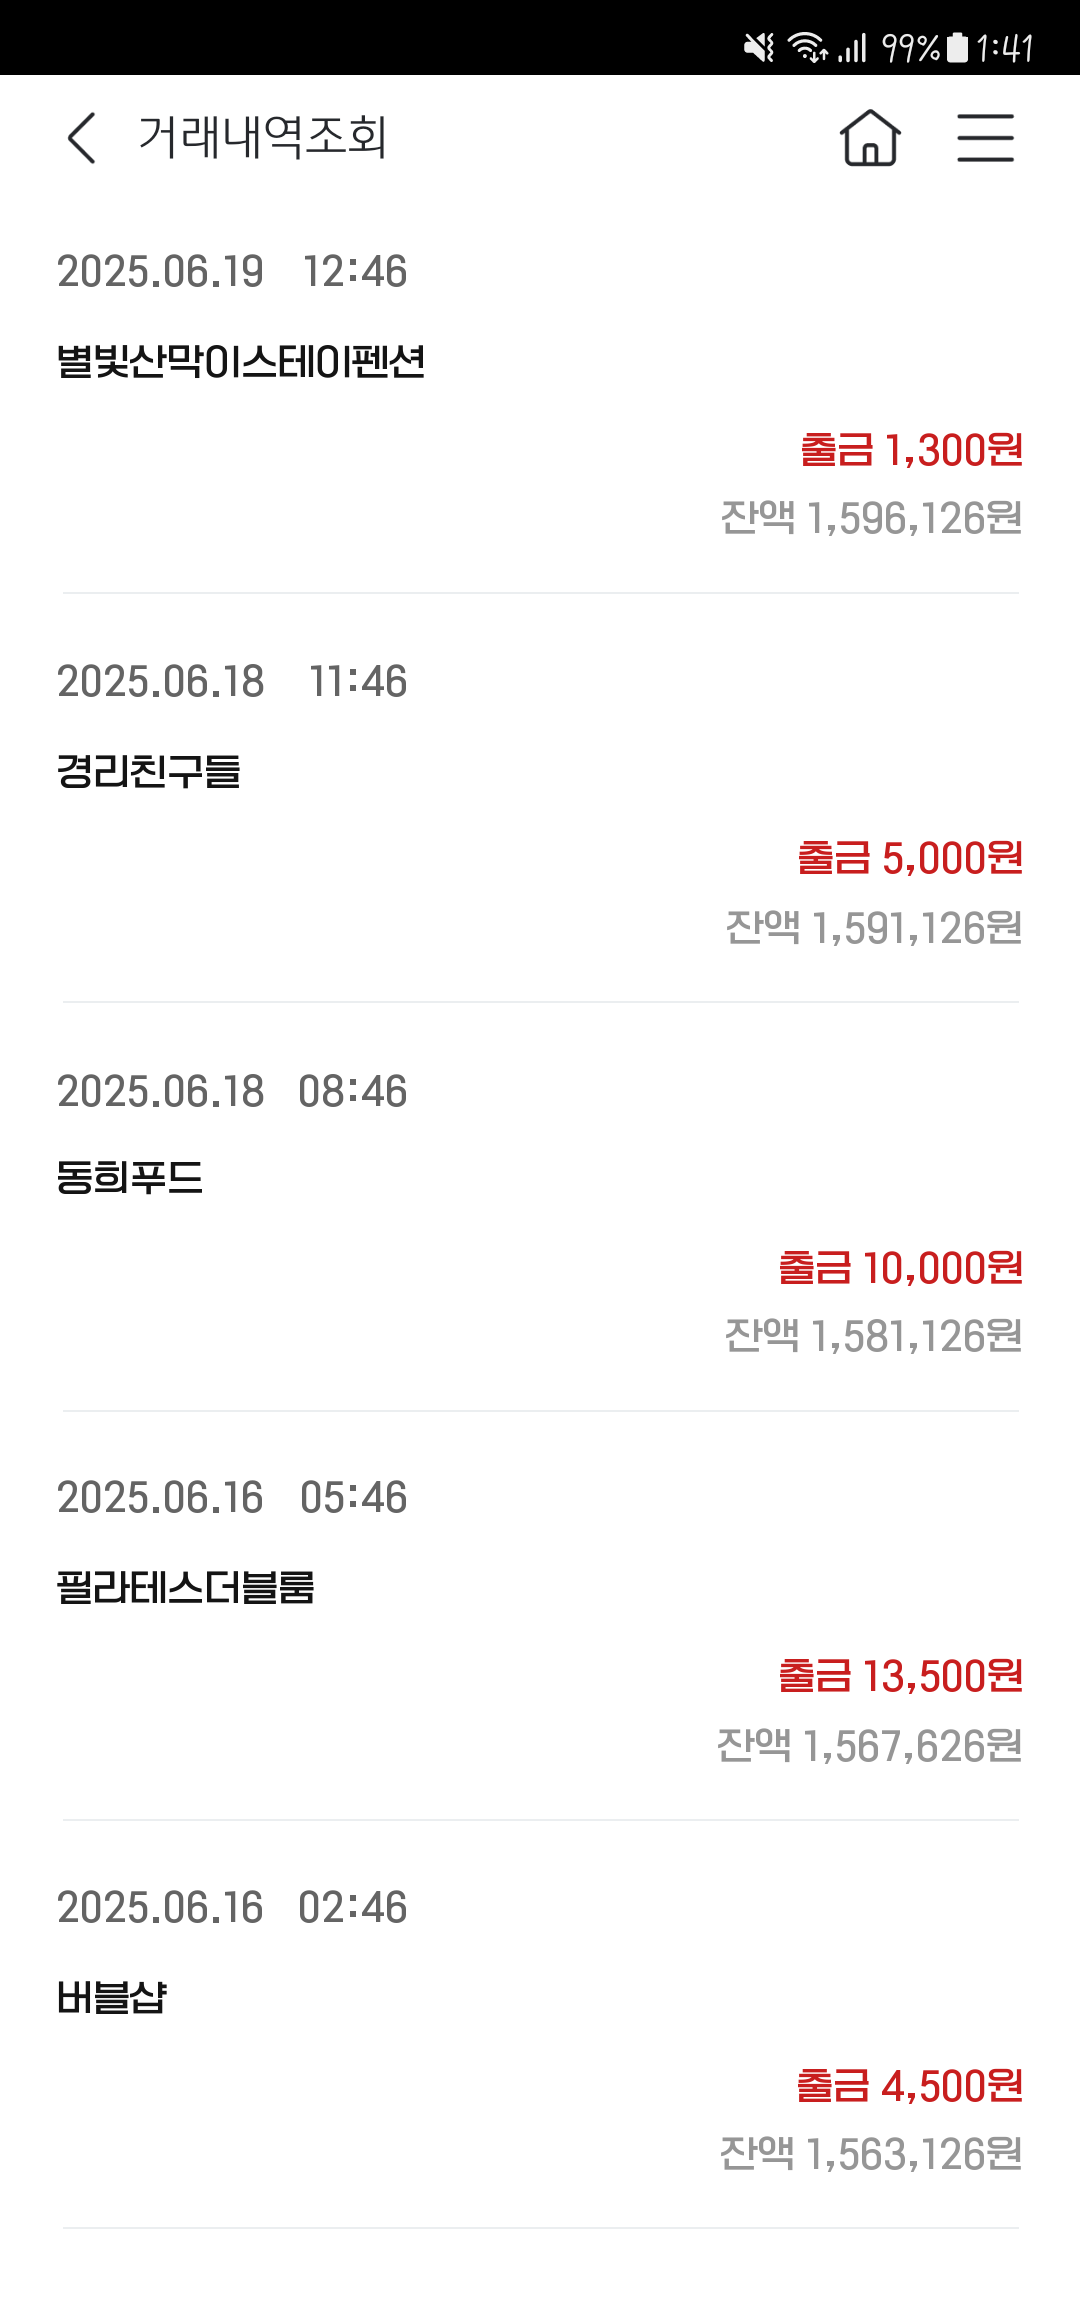 99% 1:41
거래내역조회
2025.06.19 12:46
별빛산막이스테이펜션
출금 1,300원
잔액 1,596,126원
2025.06.18 11:46
경리친구들
출금 5,000원
잔액 1,591,126원
2025.06.18 08:46
동희푸드
출금 10,000원
잔액 1,581,126원
2025.06.16 05:46
필라테스더블룸
출금 13,500원
잔액 1,567,626원
2025.06.16 02:46
버블샵
출금 4,500원
잔액 1,563,126원